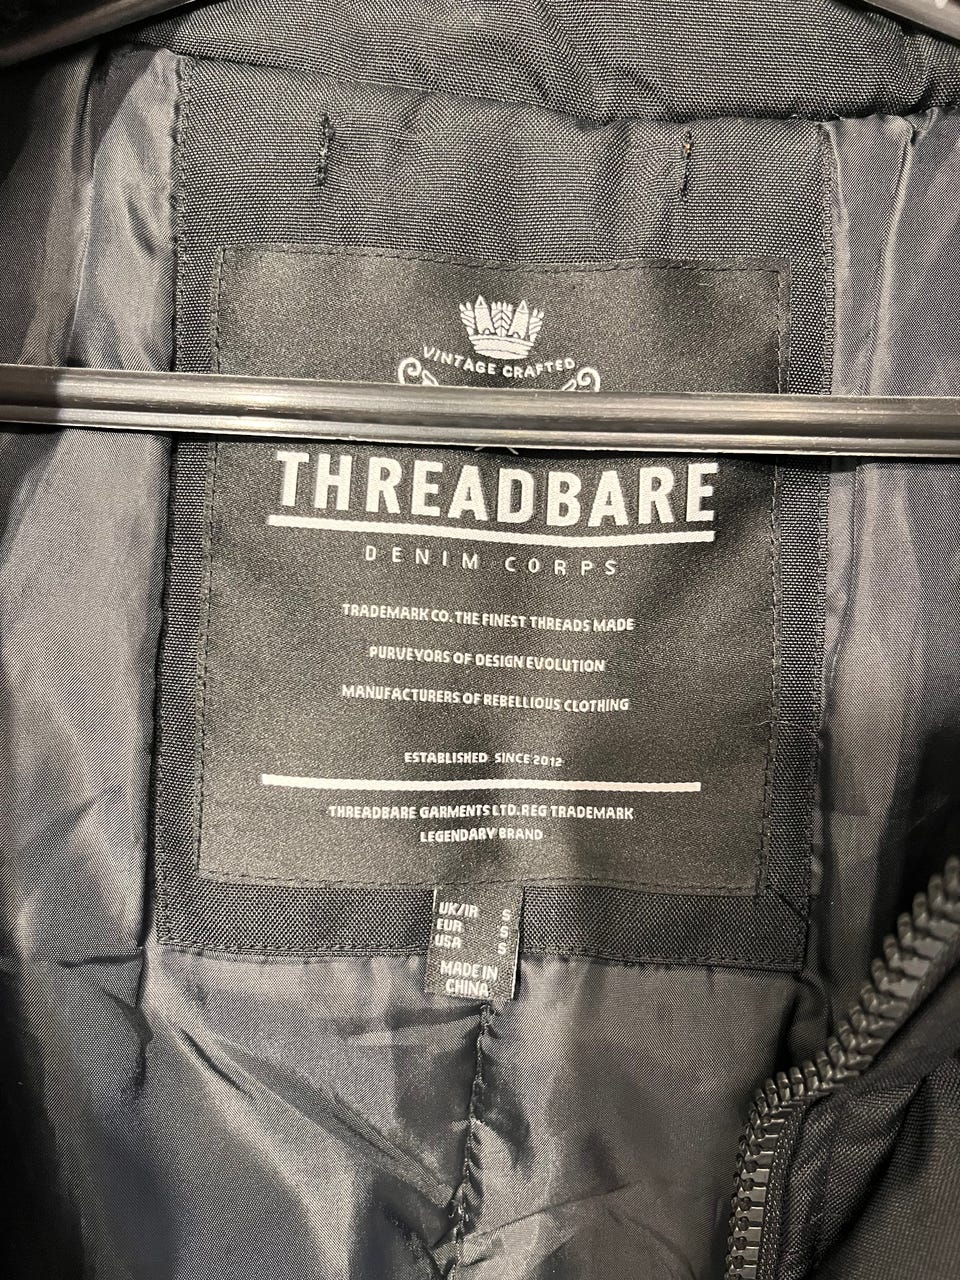 VINTAGE CRAFTED
THREADBARE
DENIM CORPS
TRADEMARK CO. THE FINEST THREADS MADE
PURVEYORS OF DESIGN EVOLUTION
MANUFACTURERS OF REBELLIOUS CLOTHING
ESTABLISHED SINCE 2012
THREADBARE GARMENTS LTD. REG TRADEMARK
LEGENDARY BRAND
UK/IR S
EUR S
USA S
MADE IN
CHINA